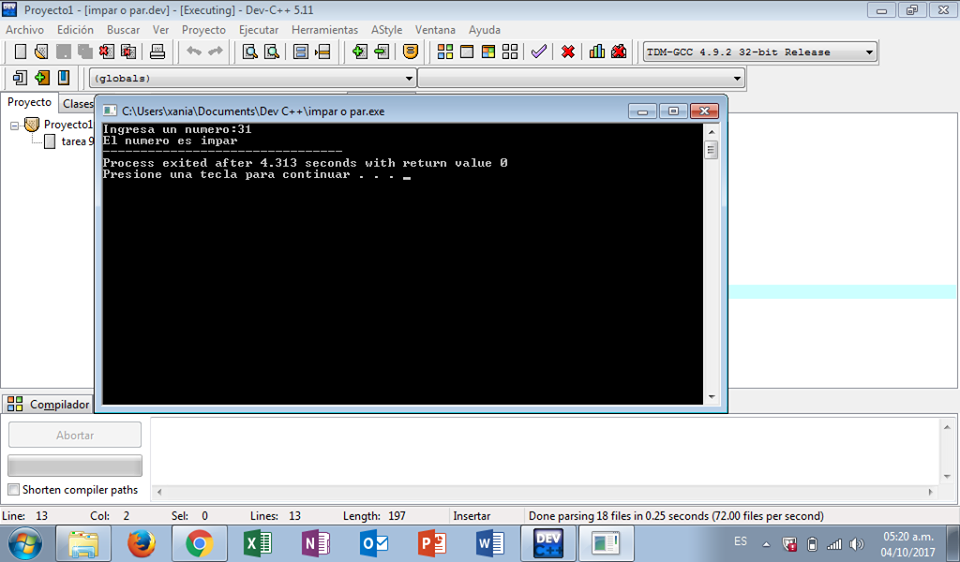 Proyecto1 - [impar o par.dev] - [Executing] - Dev-C++ 5.11
Archivo Edición Buscar Ver Proyecto Ejecutar Herramientas AStyle Ventana Ayuda
TDM-GCC 4.9.2 32-bit Release
(globals)
Proyecto Clases
C:\Users\xania\Documents\Dev C++\impar o par.exe
Proyecto1
tarea 9
Ingresa un numero:31
El numero es impar
--------------------------------
Process exited after 4.313 seconds with return value 0
Presione una tecla para continuar . . . _
Compilador
Abortar
Shorten compiler paths
Line: 13 Col: 2 Sel: 0 Lines: 13 Length: 197 Insertar Done parsing 18 files in 0.25 seconds (72.00 files per second)
DEV C++
ES
05:20 a.m.
04/10/2017